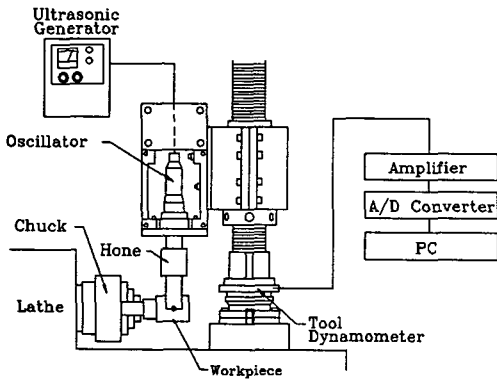 Ultrasonic
Generator
Oscillator
Amplifier
A/D Converter
PC
Chuck
Hone
Lathe
Tool
Dynamometer
Workpiece